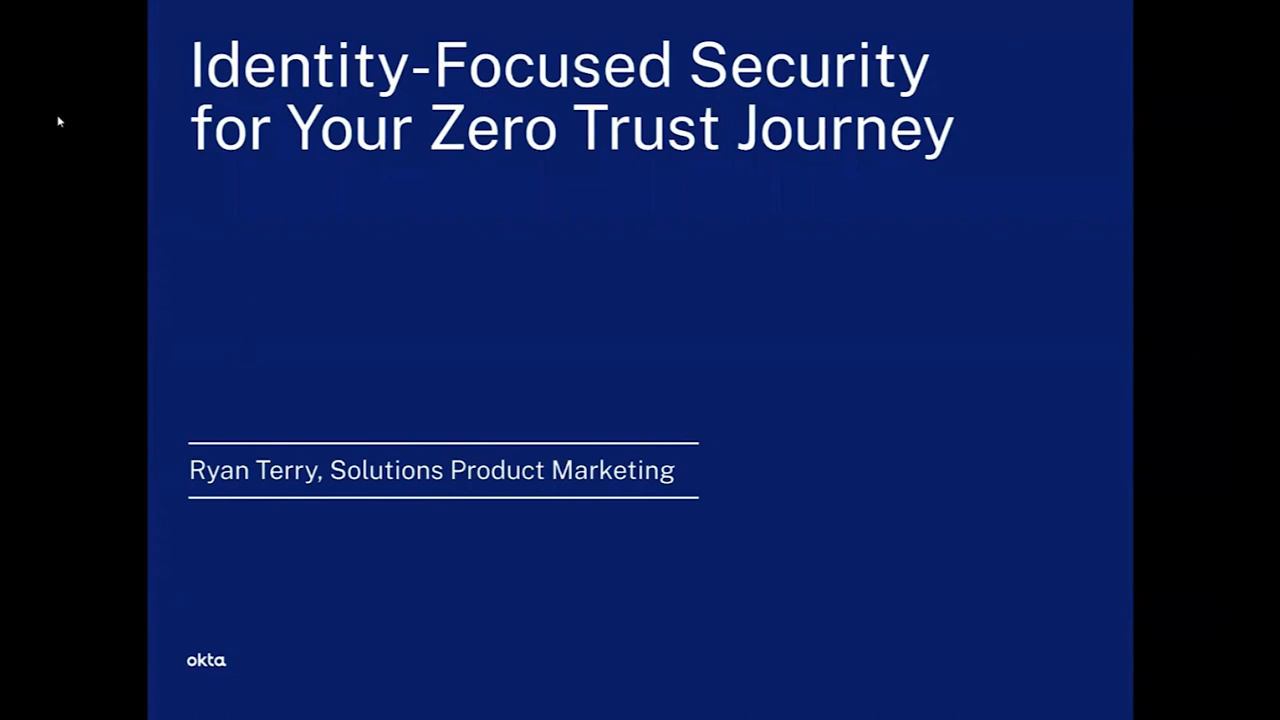 Identity-Focused Security
for Your Zero Trust Journey
Ryan Terry, Solutions Product Marketing
okta